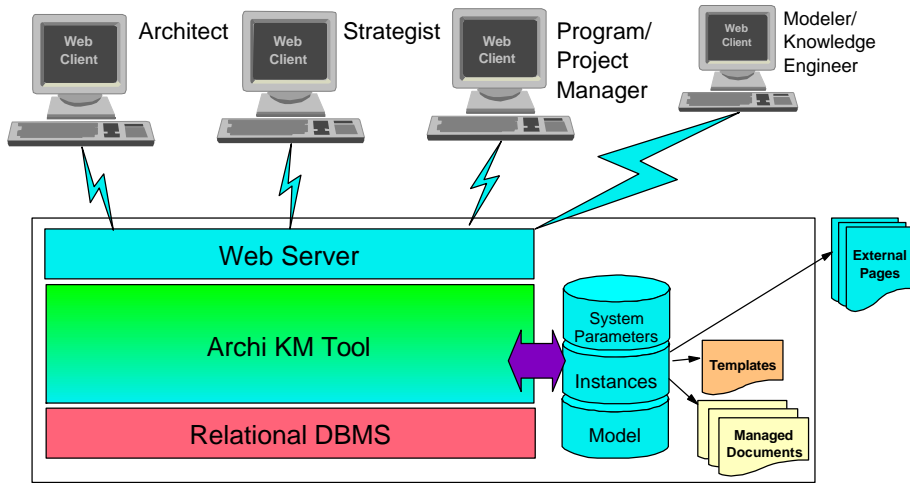 Web
Client
Architect
Web
Client
Strategist
Web
Client
Program/
Project
Manager
Web
Client
Modeler/
Knowledge
Engineer
Web Server
Archi KM Tool
Relational DBMS
System
Parameters
Instances
Model
External
Pages
Templates
Managed
Documents